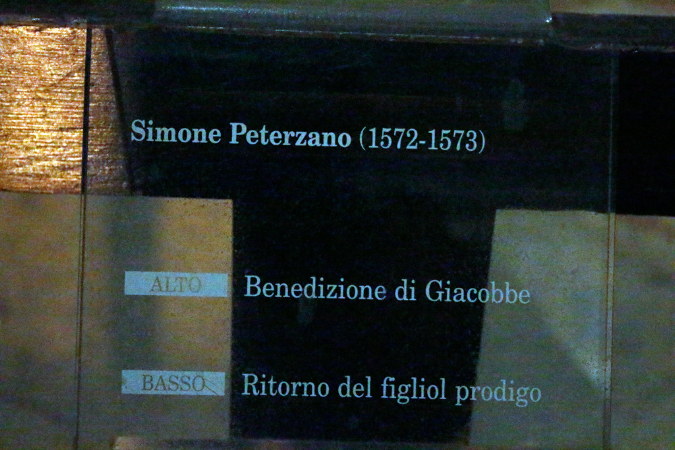 Simone Peterzano (1572-1573)
ALTO Benedizione di Giacobbe
BASSO Ritorno del figliol prodigo